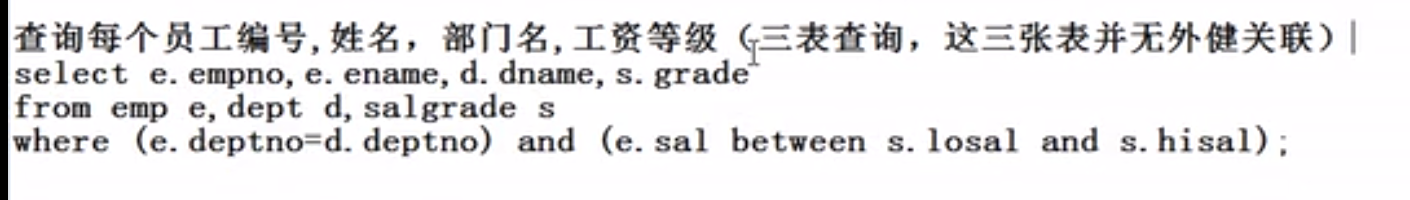 查询每个员工编号,姓名，部门名,工资等级（三表查询，这三张表并无外健关联）
select e.empno,e.ename,d.dname,s.grade
from emp e,dept d,salgrade s
where (e.deptno=d.deptno) and (e.sal between s.losal and s.hisal);